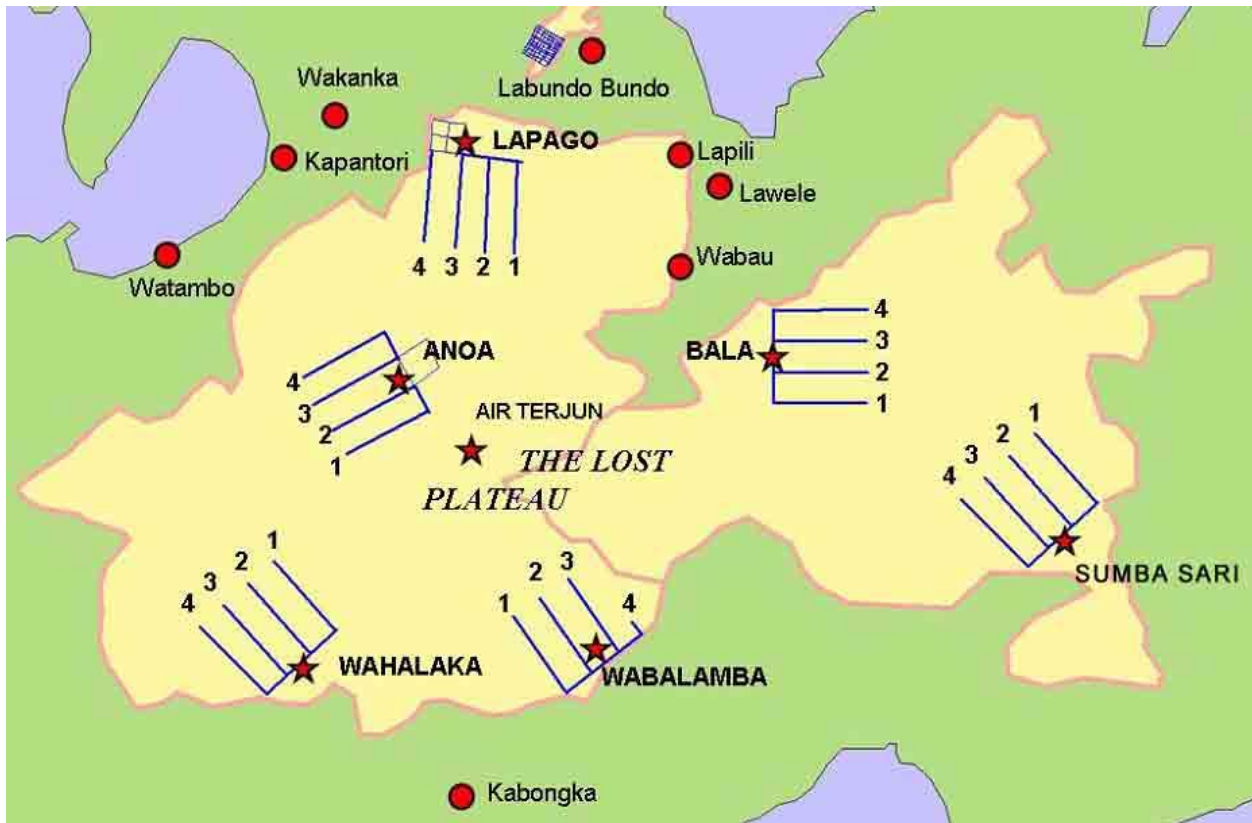 Wakanka
Labundo Bundo
LAPAGO
Kapantori
Lapili
Lawele
4 3 2 1
Wabau
Watambo
4
3
2
1
BALA
ANOA
4
3
2
1
AIR TERJUN
THE LOST
PLATEAU
1
2
3
4
SUMBA SARI
1
2
3
4
WAHALAKA
1
2
3
4
WABALAMBA
Kabongka